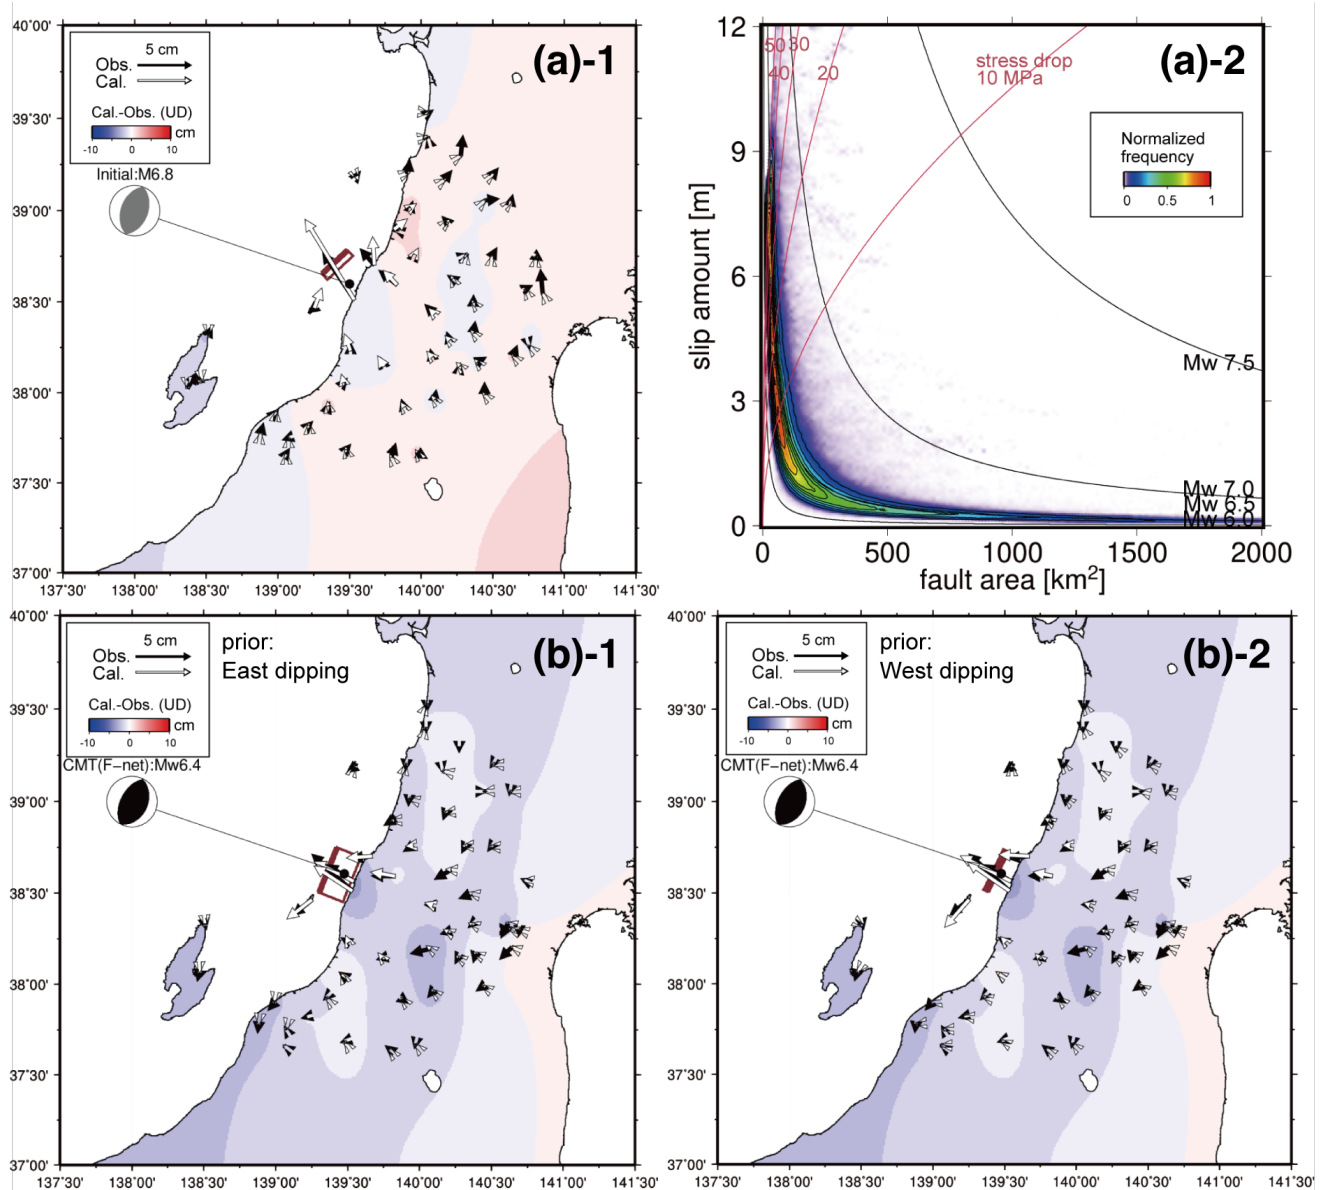 (a)-1
5 cm
Obs.
Cal.
Cal.-Obs. (UD)
cm
-10 0 10
Initial:M6.8
40°00'
39°30'
39°00'
38°30'
38°00'
37°30'
37°00'
137°30' 138°00' 138°30' 139°00' 139°30' 140°00' 140°30' 141°00' 141°30'
(a)-2
50 30
40 20
stress drop
10 MPa
Normalized
frequency
0 0.5 1
slip amount [m]
12
9
6
3
0
Mw 7.5
Mw 7.0
Mw 6.5
Mw 6.0
0 500 1000 1500 2000
fault area [km²]
(b)-1
prior:
East dipping
5 cm
Obs.
Cal.
Cal.-Obs. (UD)
cm
-10 0 10
CMT(F-net):Mw6.4
40°00'
39°30'
39°00'
38°30'
38°00'
37°30'
37°00'
137°30' 138°00' 138°30' 139°00' 139°30' 140°00' 140°30' 141°00' 141°30'
(b)-2
prior:
West dipping
5 cm
Obs.
Cal.
Cal.-Obs. (UD)
cm
-10 0 10
CMT(F-net):Mw6.4
40°00'
39°30'
39°00'
38°30'
38°00'
37°30'
37°00'
137°30' 138°00' 138°30' 139°00' 139°30' 140°00' 140°30' 141°00' 141°30'